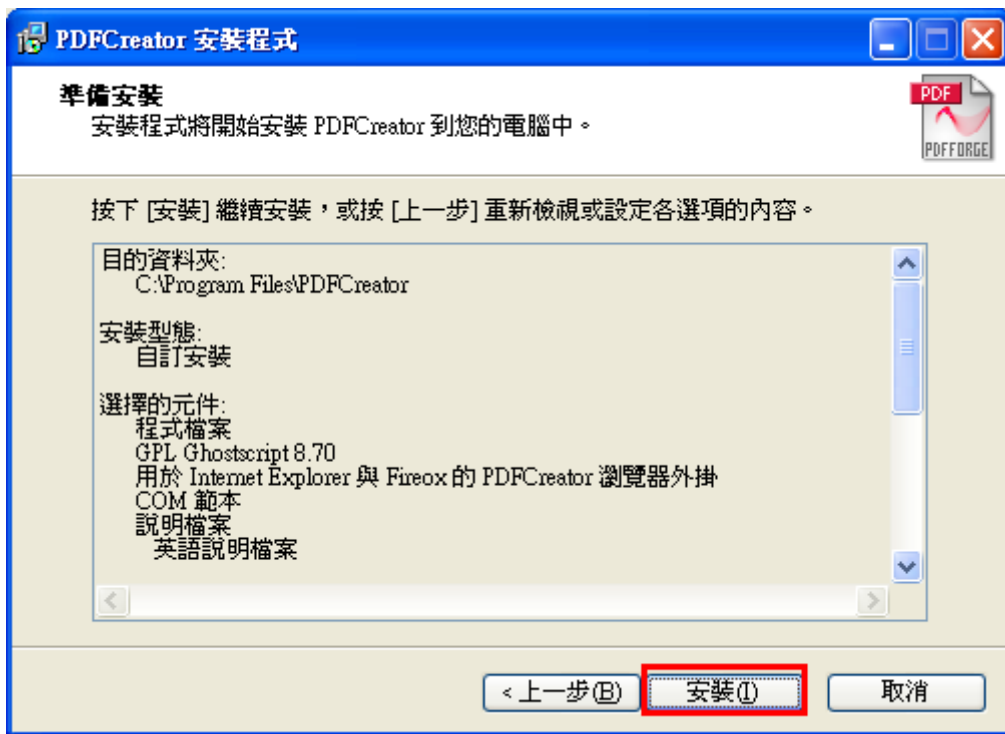 PDFCreator 安裝程式
準備安裝
安裝程式將開始安裝 PDFCreator 到您的電腦中。
PDF
PDFFORGE
按下 [安裝] 繼續安裝，或按 [上一步] 重新檢視或設定各選項的內容。
目的資料夾:
C:\Program Files\PDFCreator
安裝型態:
自訂安裝
選擇的元件:
程式檔案
GPL Ghostscript 8.70
用於 Internet Explorer 與 Fireox 的 PDFCreator 瀏覽器外掛
COM 範本
說明檔案
英語說明檔案
< 上一步(B)
安裝(I)
取消